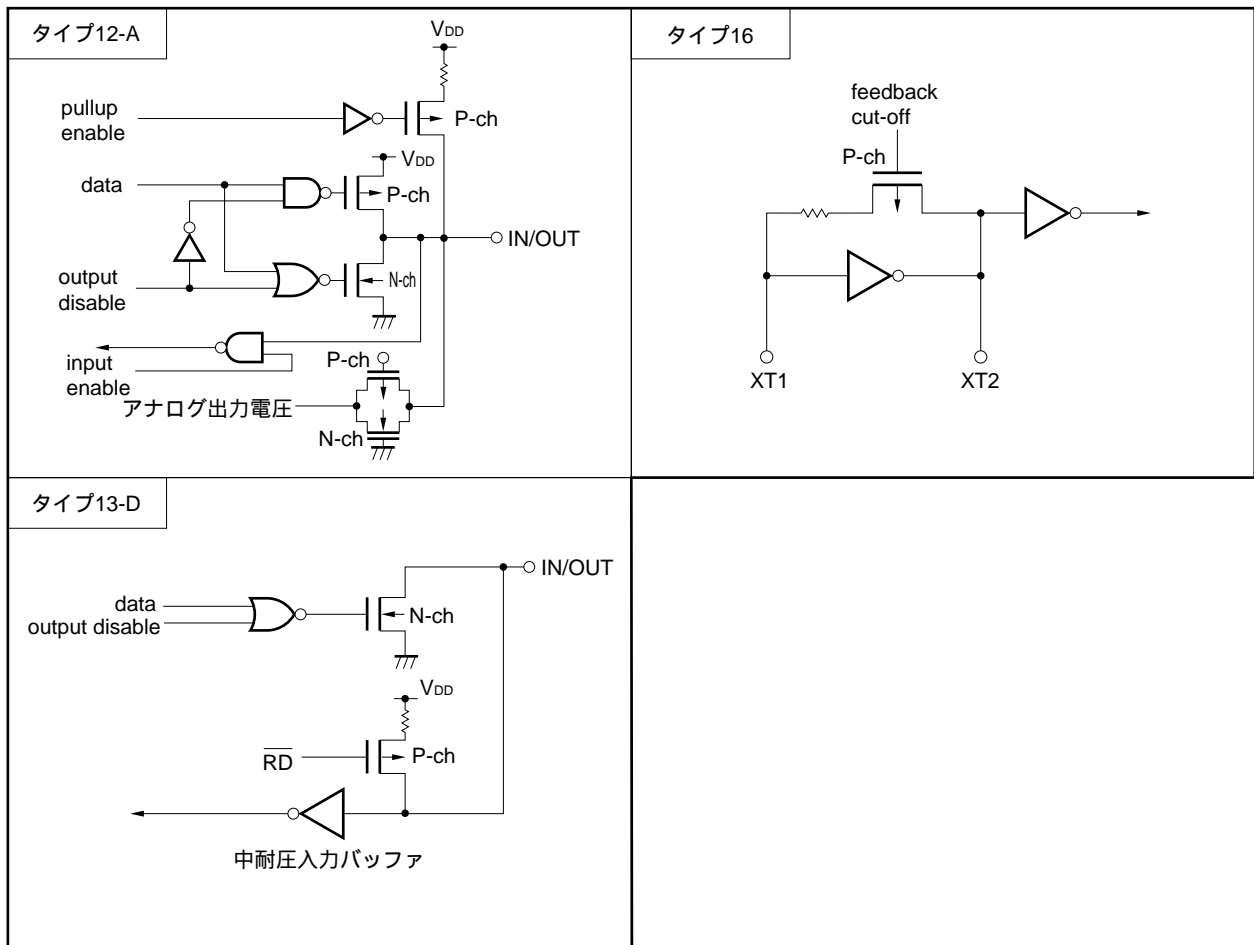 タイプ12-A
VDD
pullup
enable
P-ch
VDD
data
P-ch
IN/OUT
output
disable
N-ch
input
enable
P-ch
アナログ出力電圧
N-ch
タイプ16
feedback
cut-off
P-ch
XT1
XT2
タイプ13-D
IN/OUT
data
output disable
N-ch
VDD
RD
P-ch
中耐圧入力バッファ